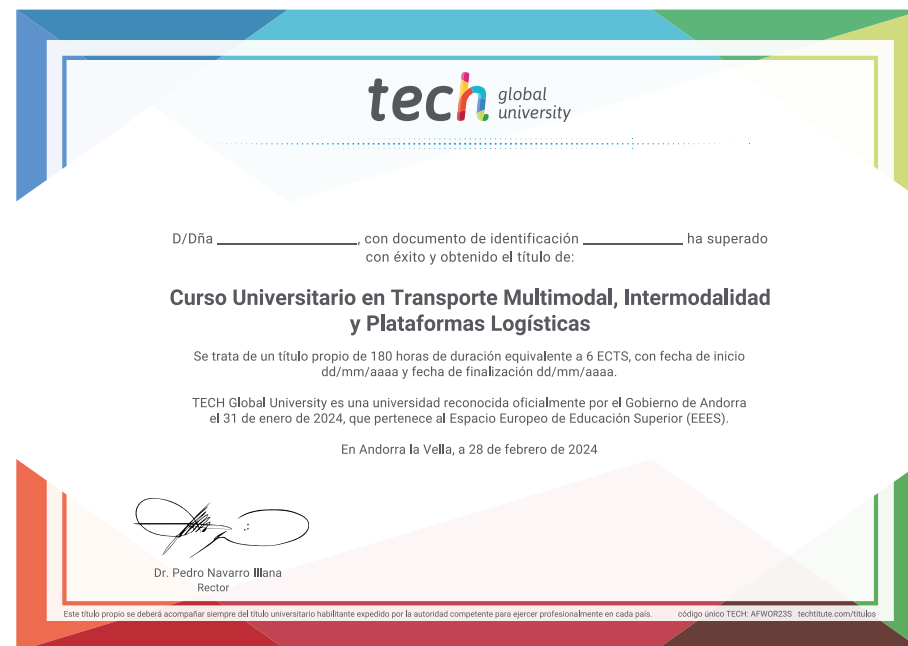 tech global university
D/Dña ____________________, con documento de identificación ______________ ha superado
con éxito y obtenido el título de:
Curso Universitario en Transporte Multimodal, Intermodalidad
y Plataformas Logísticas
Se trata de un título propio de 180 horas de duración equivalente a 6 ECTS, con fecha de inicio
dd/mm/aaaa y fecha de finalización dd/mm/aaaa.
TECH Global University es una universidad reconocida oficialmente por el Gobierno de Andorra
el 31 de enero de 2024, que pertenece al Espacio Europeo de Educación Superior (EEES).
En Andorra la Vella, a 28 de febrero de 2024
Dr. Pedro Navarro Illana
Rector
Este título propio se deberá acompañar siempre del título universitario habilitante expedido por la autoridad competente para ejercer profesionalmente en cada país. código único TECH: AFWOR23S techtitute.com/titulos